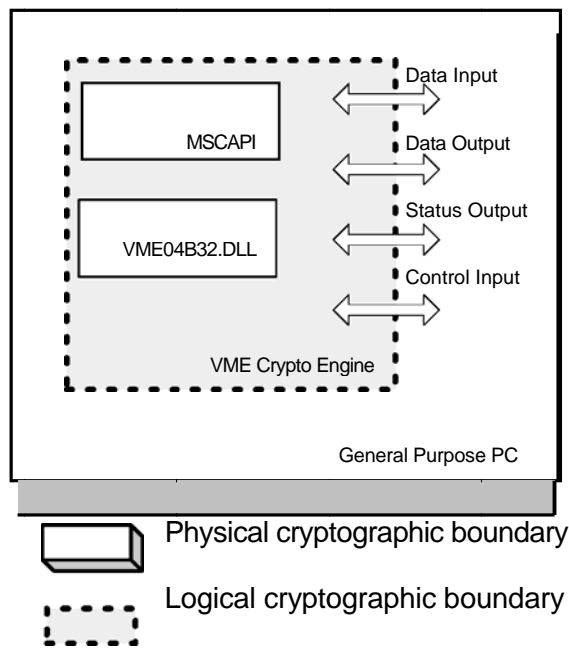 Data Input
MSCAPI
Data Output
Status Output
VME04B32.DLL
Control Input
VME Crypto Engine
General Purpose PC
Physical cryptographic boundary
Logical cryptographic boundary